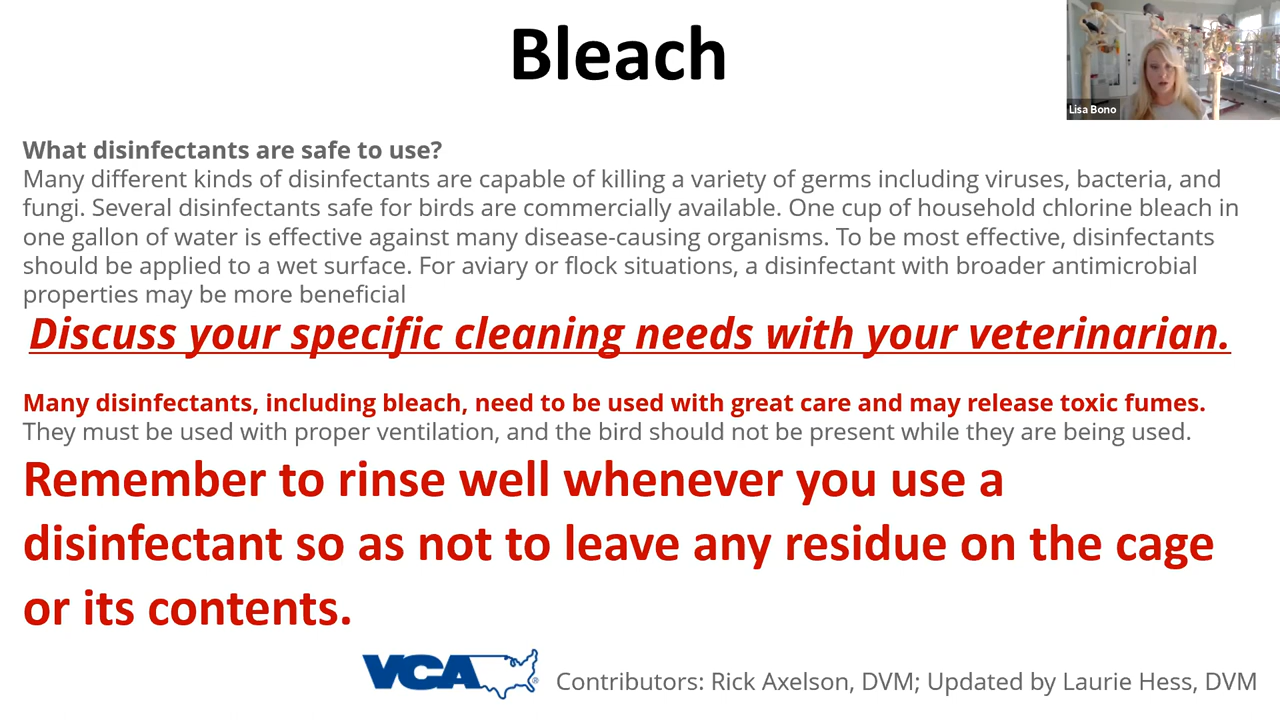 Bleach
Lisa Bono
What disinfectants are safe to use?
Many different kinds of disinfectants are capable of killing a variety of germs including viruses, bacteria, and
fungi. Several disinfectants safe for birds are commercially available. One cup of household chlorine bleach in
one gallon of water is effective against many disease-causing organisms. To be most effective, disinfectants
should be applied to a wet surface. For aviary or flock situations, a disinfectant with broader antimicrobial
properties may be more beneficial
Discuss your specific cleaning needs with your veterinarian.
Many disinfectants, including bleach, need to be used with great care and may release toxic fumes.
They must be used with proper ventilation, and the bird should not be present while they are being used.
Remember to rinse well whenever you use a
disinfectant so as not to leave any residue on the cage
or its contents.
VCA®
Contributors: Rick Axelson, DVM; Updated by Laurie Hess, DVM